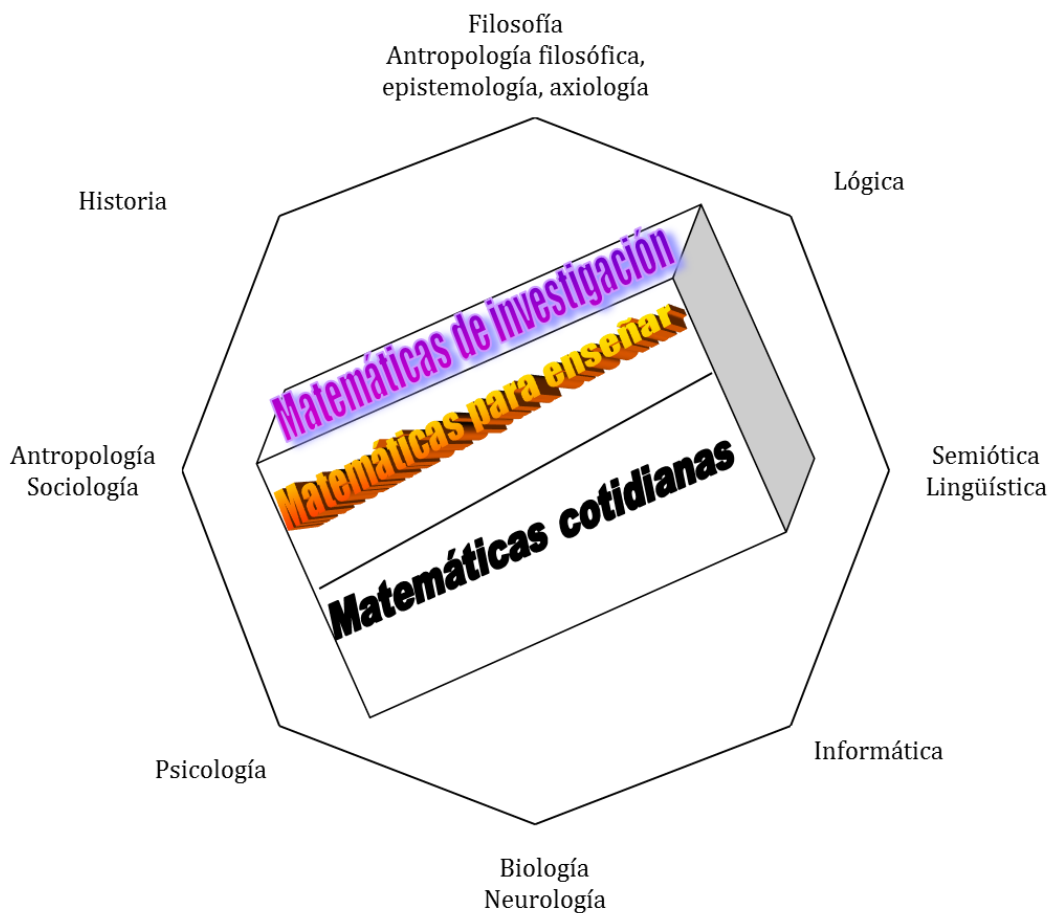 Filosofía
Antropología filosófica,
epistemología, axiología
Lógica
Historia
Matemáticas de investigación
Matemáticas para enseñar
Matemáticas cotidianas
Antropología
Sociología
Semiótica
Lingüística
Informática
Psicología
Biología
Neurología